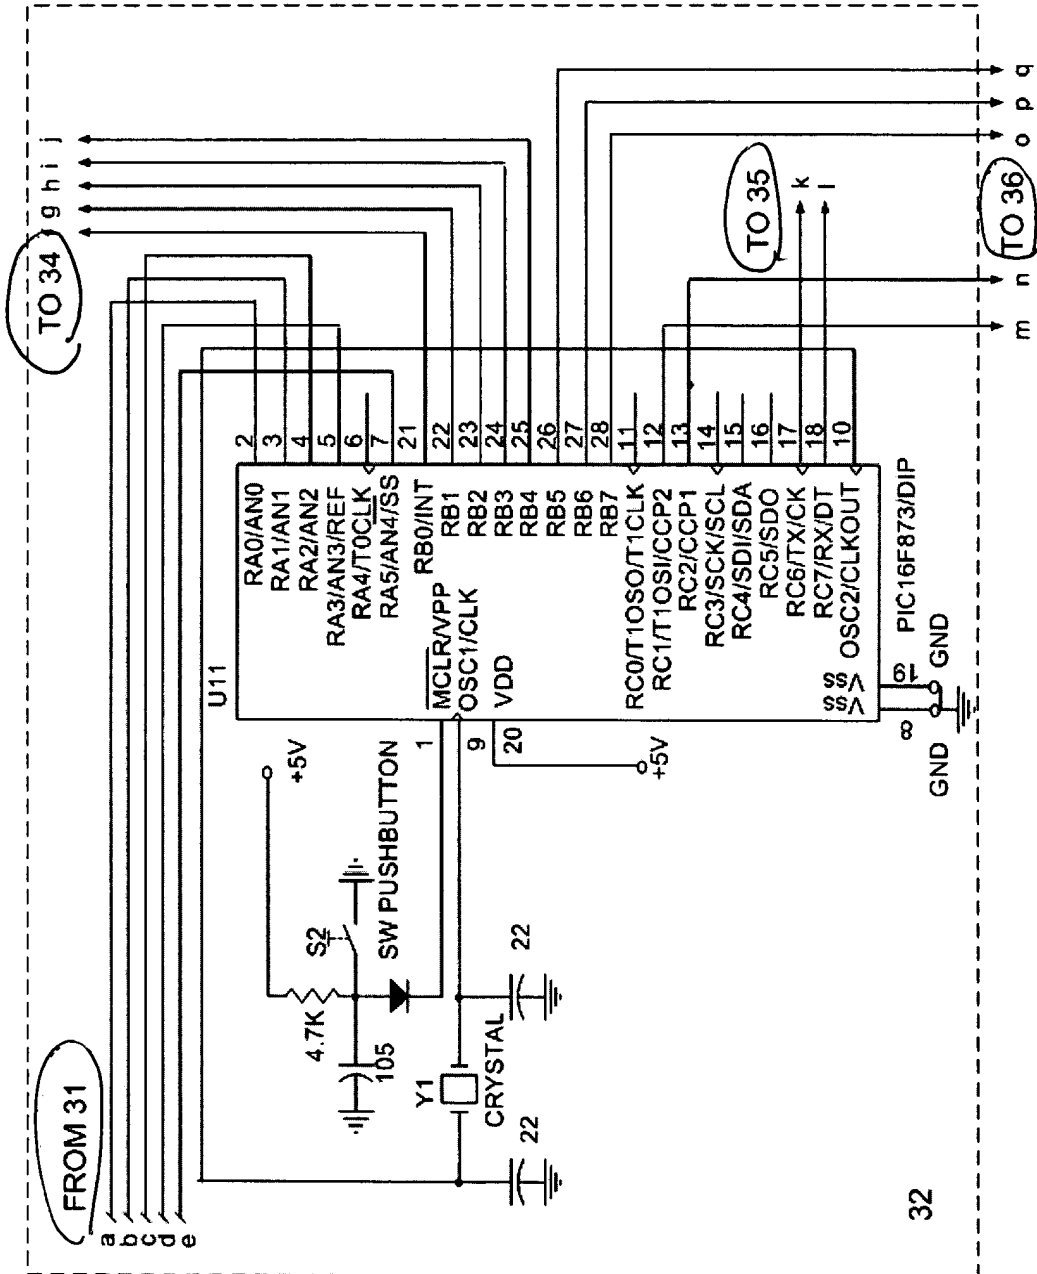 q
p
o
TO 36
n
m
j
i
h
g
TO 34
TO 35
k
l
2
3
4
5
6
7
21
22
23
24
25
26
27
28
11
12
13
14
15
16
17
18
10
U11
RA0/AN0
RA1/AN1
RA2/AN2
RA3/AN3/REF
RA4/T0CLK
RA5/AN4/SS
RB0/INT
RB1
RB2
RB3
RB4
RB5
RB6
RB7
RC0/T1OSO/T1CLK
RC1/T1OSI/CCP2
RC2/CCP1
RC3/SCK/SCL
RC4/SDI/SDA
RC5/SDO
RC6/TX/CK
RC7/RX/DT
OSC2/CLKOUT
MCLR/VPP
OSC1/CLK
VDD
Vss
Vss
PIC16F873/DIP
1
9
20
8
19
GND
GND
+5V
+5V
S2
SW PUSHBUTTON
4.7K
105
Y1
CRYSTAL
22
22
FROM 31
a
b
c
d
e
32